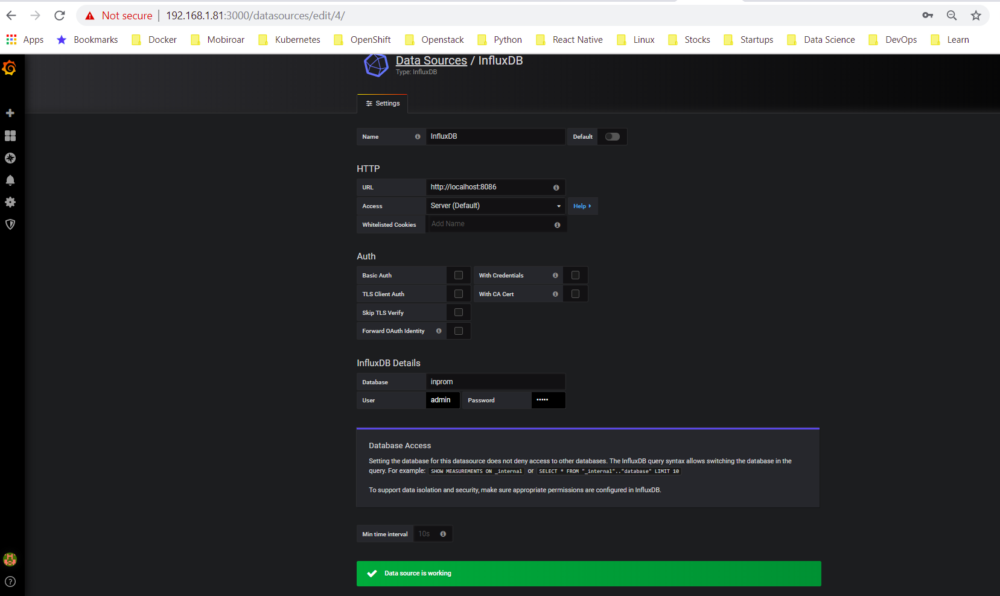 Not secure | 192.168.1.81:3000/datasources/edit/4/
Apps Bookmarks Docker Mobiroar Kubernetes OpenShift Openstack Python React Native Linux Stocks Startups Data Science DevOps Learn
Data Sources / InfluxDB
Type: InfluxDB
Settings
Name InfluxDB Default
HTTP
URL http://localhost:8086
Access Server (Default) Help
Whitelisted Cookies Add Name
Auth
Basic Auth With Credentials
TLS Client Auth With CA Cert
Skip TLS Verify
Forward OAuth Identity
InfluxDB Details
Database inprom
User admin Password •••••
Database Access
Setting the database for this datasource does not deny access to other databases. The InfluxDB query syntax allows switching the database in the
query. For example: SHOW MEASUREMENTS ON _internal or SELECT * FROM "_internal".."database" LIMIT 10
To support data isolation and security, make sure appropriate permissions are configured in InfluxDB.
Min time interval 10s
Data source is working